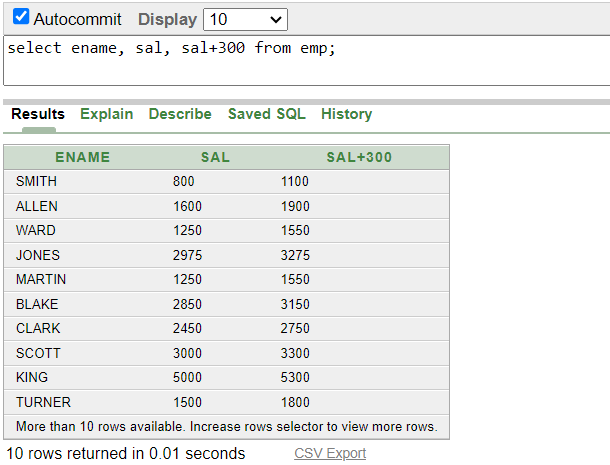 Autocommit Display 10
select ename, sal, sal+300 from emp;
Results Explain Describe Saved SQL History
ENAME SAL SAL+300
SMITH 800 1100
ALLEN 1600 1900
WARD 1250 1550
JONES 2975 3275
MARTIN 1250 1550
BLAKE 2850 3150
CLARK 2450 2750
SCOTT 3000 3300
KING 5000 5300
TURNER 1500 1800
More than 10 rows available. Increase rows selector to view more rows.
10 rows returned in 0.01 seconds CSV Export